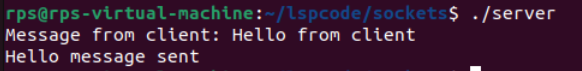 rps@rps-virtual-machine:~/lspcode/sockets$ ./server
Message from client: Hello from client
Hello message sent